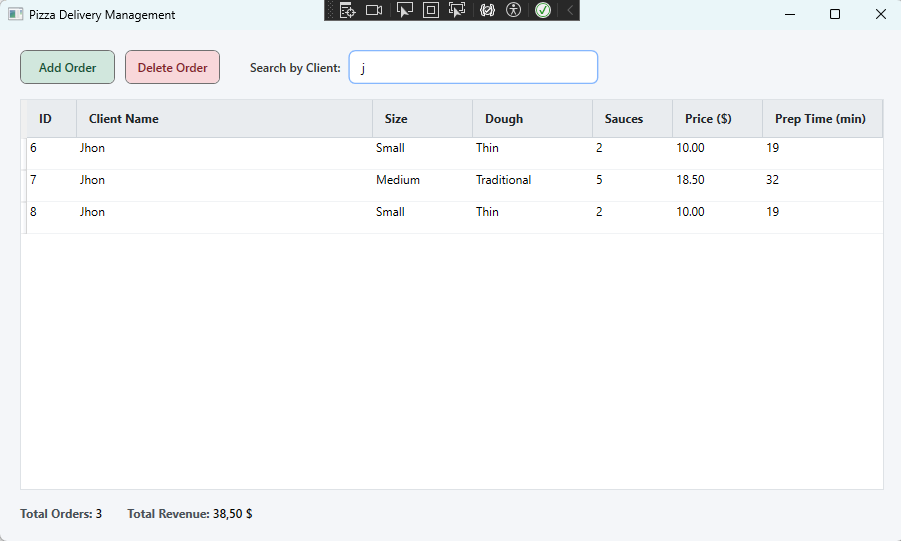 Pizza Delivery Management
Add Order Delete Order Search by Client: j
ID Client Name Size Dough Sauces Price ($) Prep Time (min)
6 Jhon Small Thin 2 10.00 19
7 Jhon Medium Traditional 5 18.50 32
8 Jhon Small Thin 2 10.00 19
Total Orders: 3 Total Revenue: 38,50 $